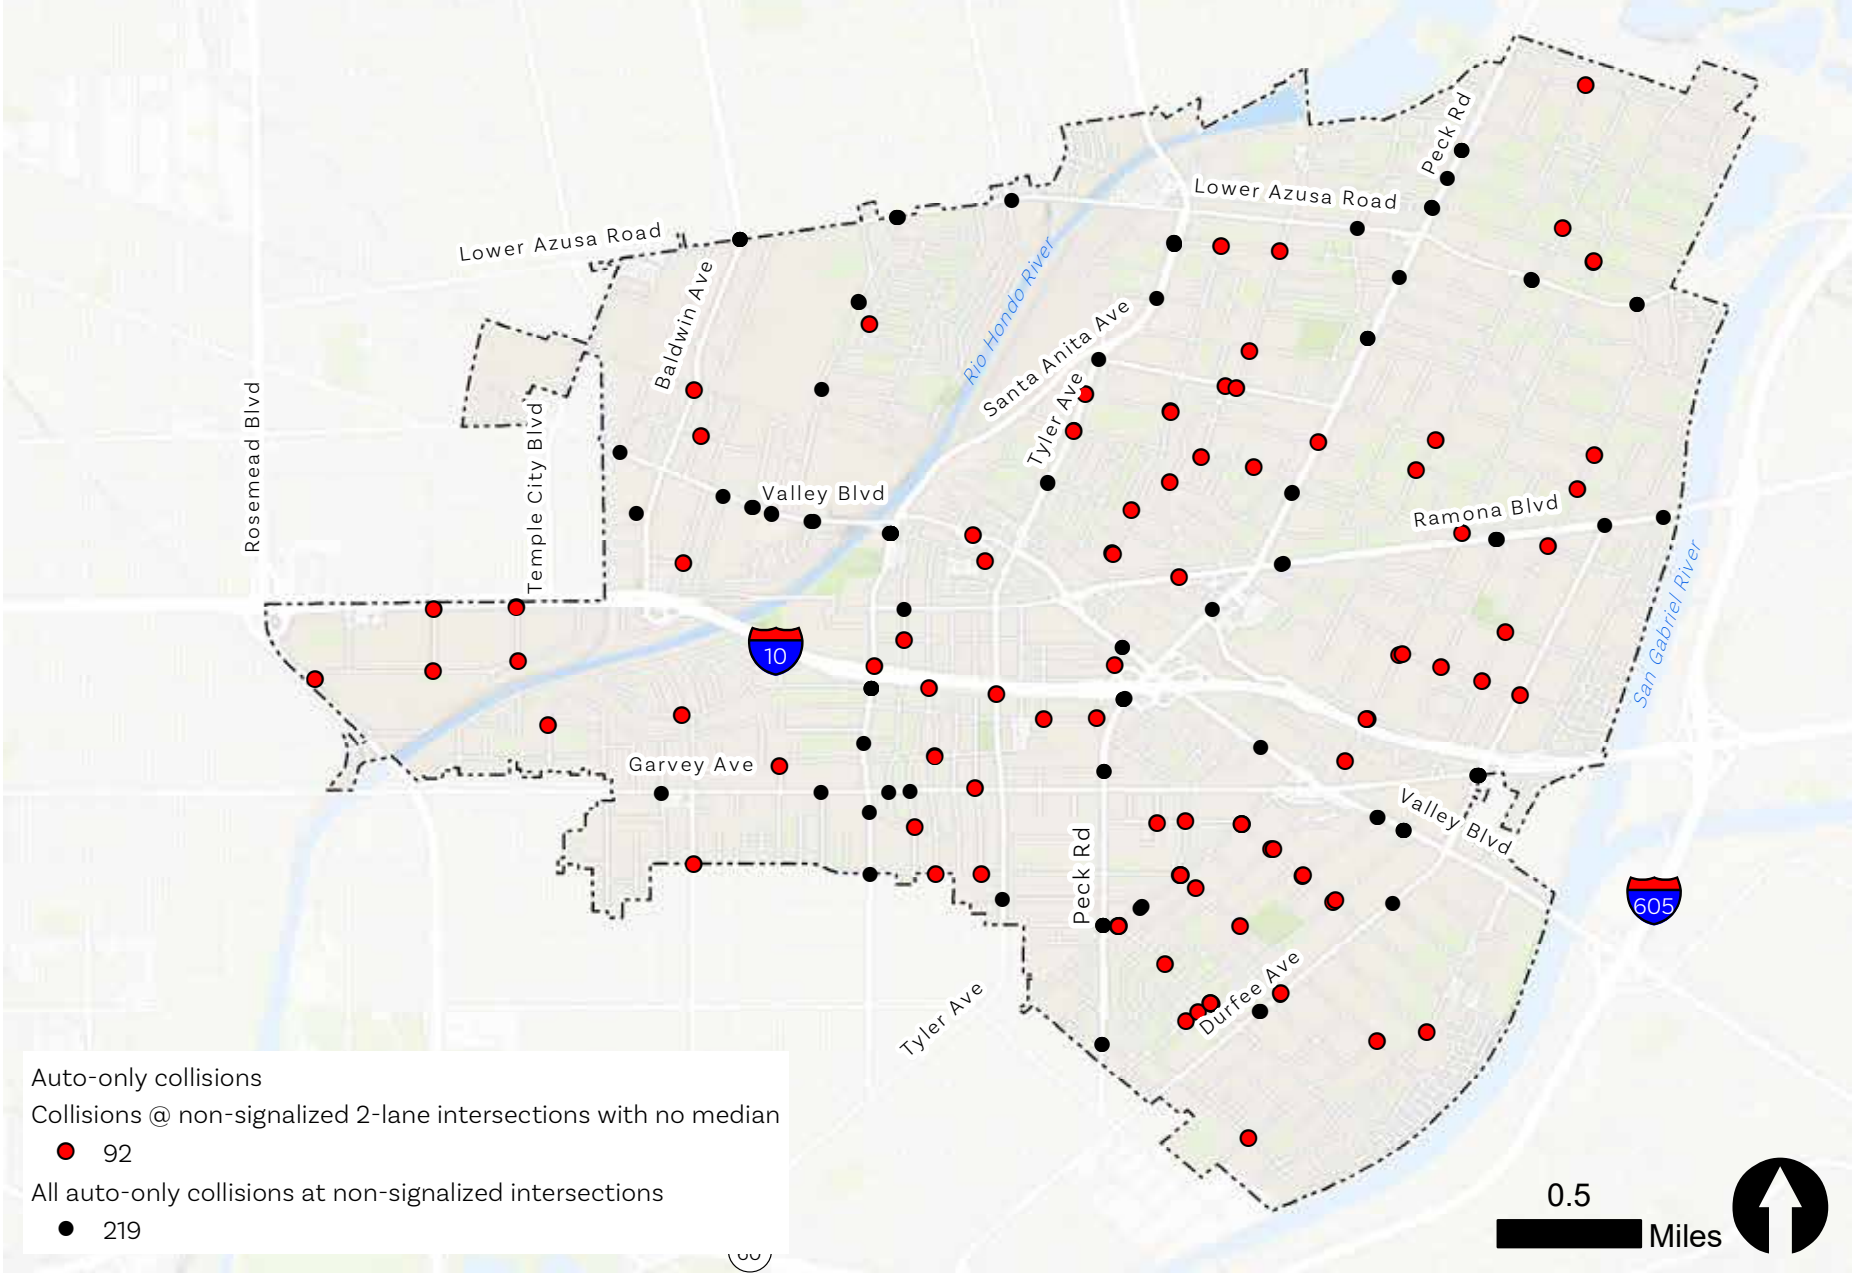 Peck Rd
Lower Azusa Road
Lower Azusa Road
Baldwin Ave
Rio Hondo River
Santa Anita Ave
Tyler Ave
Rosemead Blvd
Temple City Blvd
Valley Blvd
Ramona Blvd
San Gabriel River
10
Garvey Ave
Valley Blvd
Peck Rd
605
Durfee Ave
Tyler Ave
Auto-only collisions
Collisions @ non-signalized 2-lane intersections with no median
92
All auto-only collisions at non-signalized intersections
219
0.5
Miles